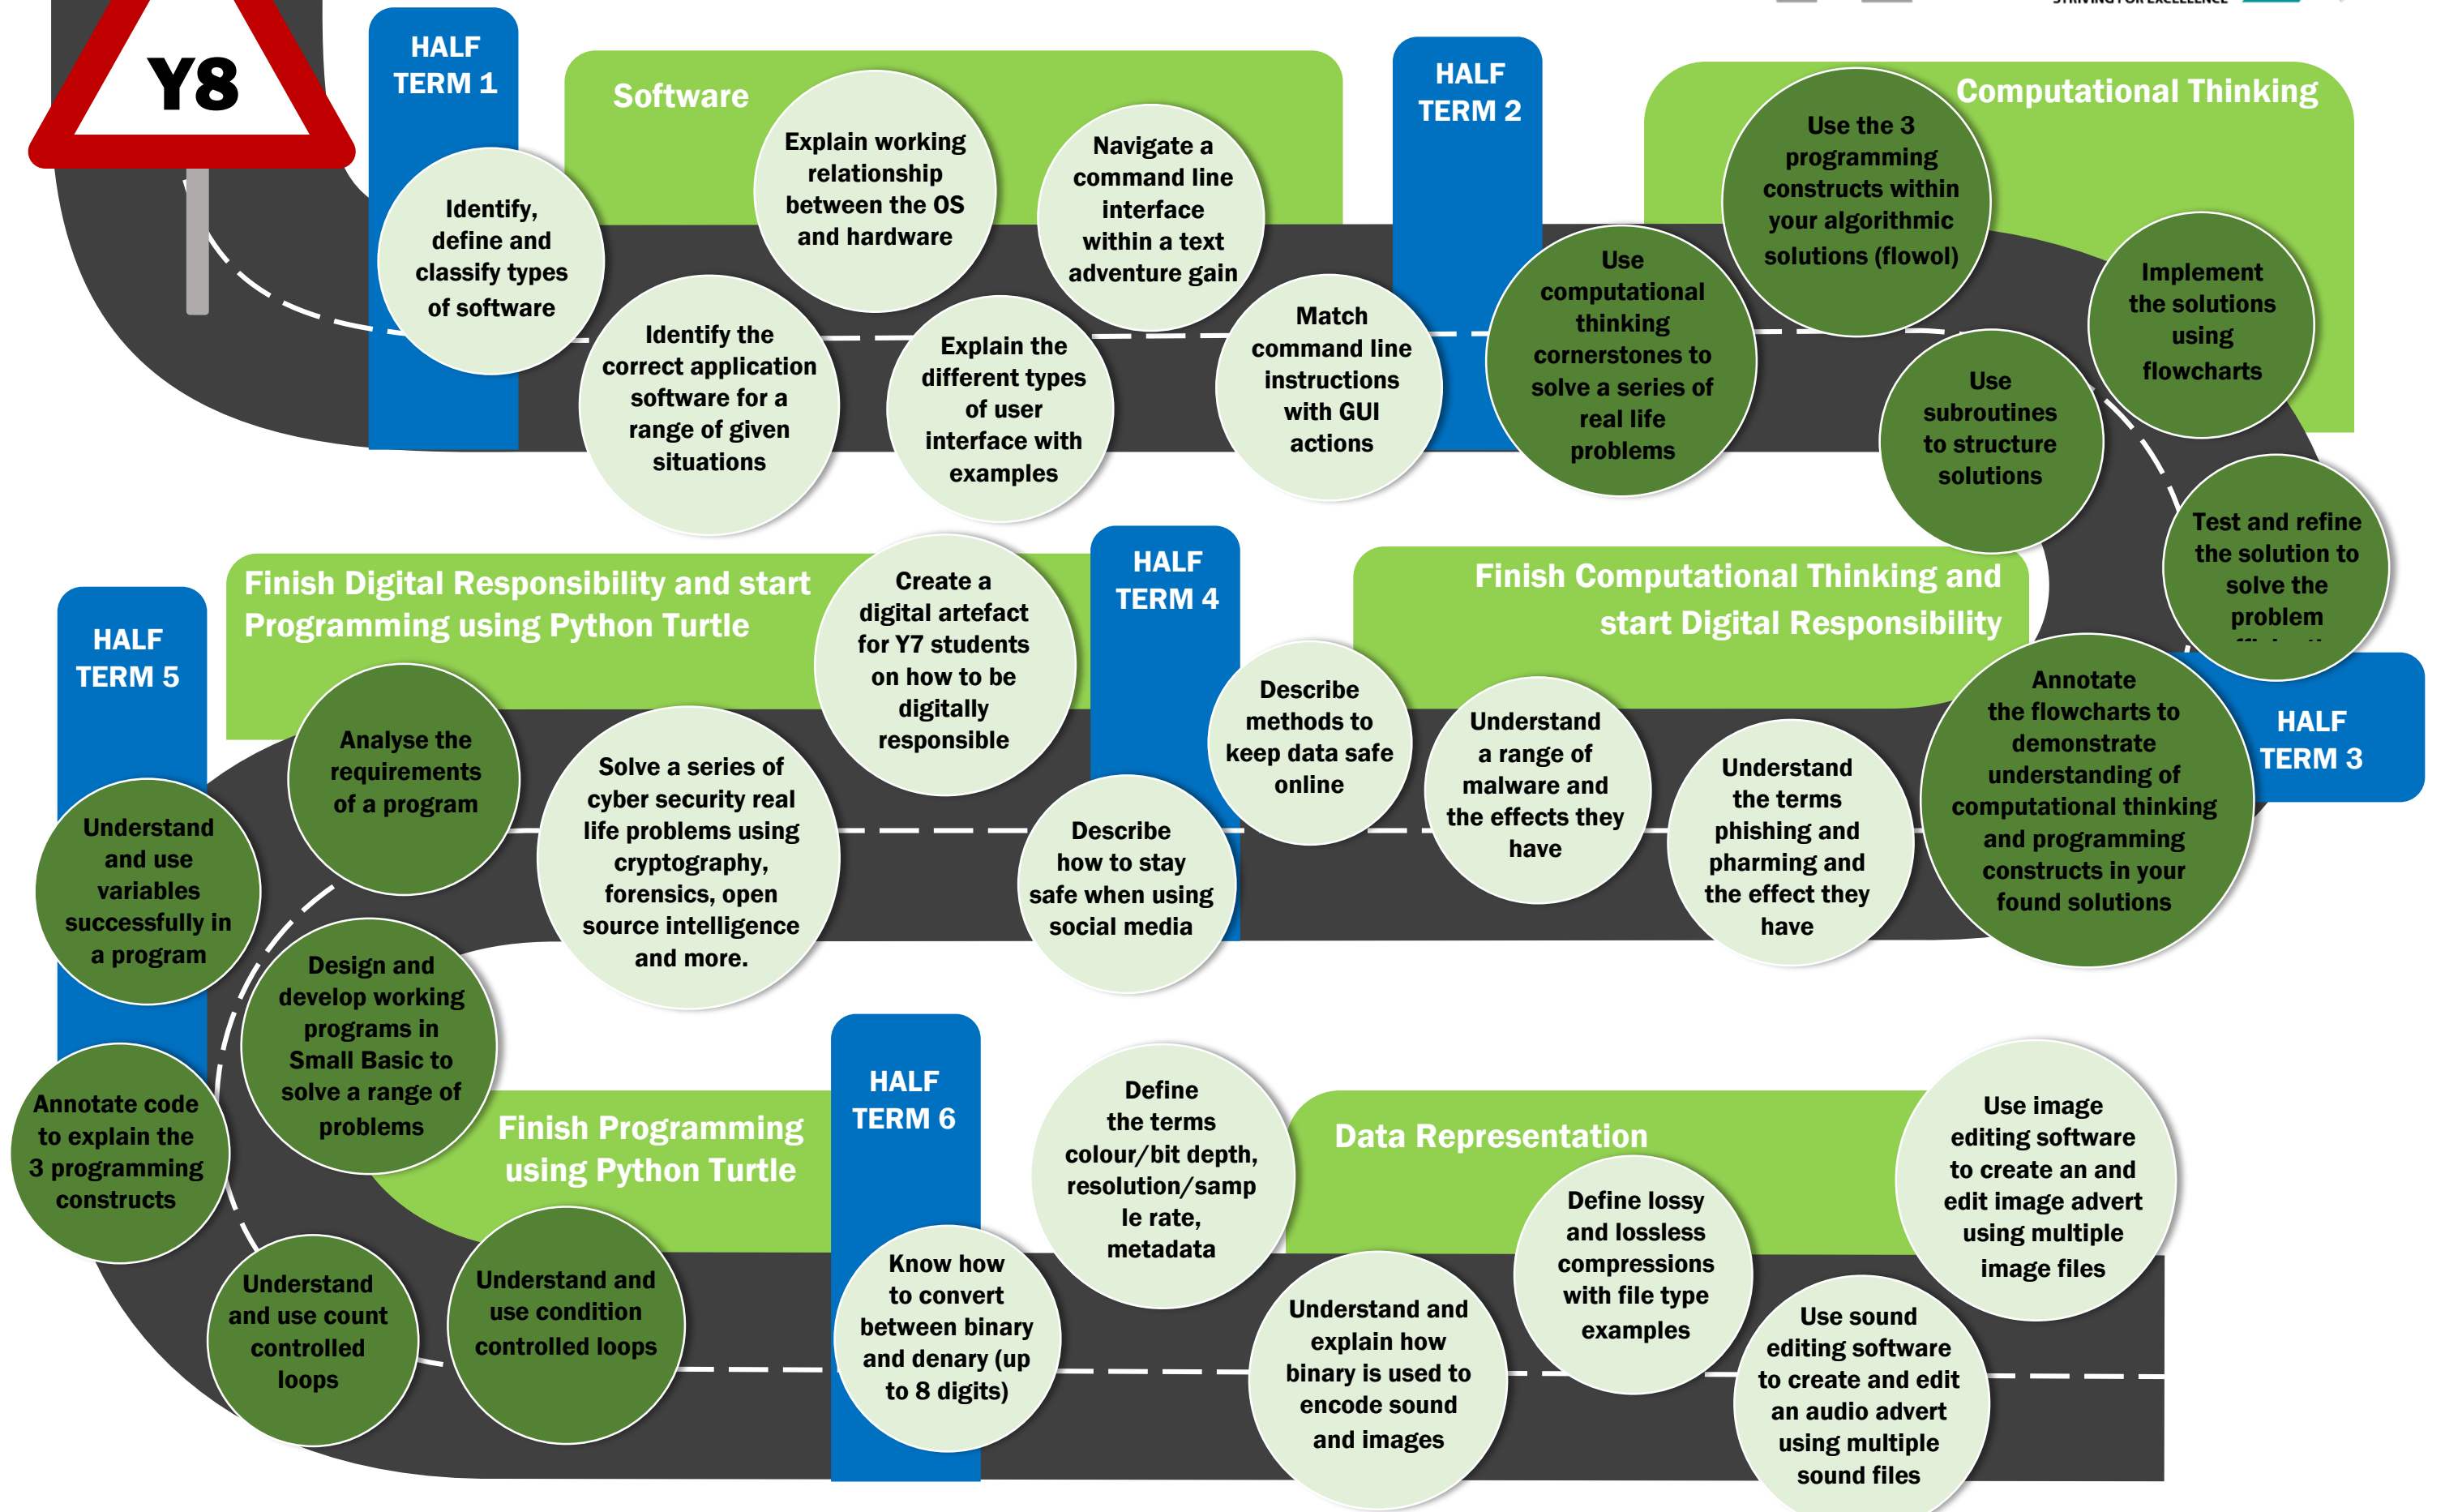 STRIVING FOR EXCELLENCE
Y8
HALF
TERM 1
Software
Identify,
define and
classify types
of software
Identify the
correct application
software for a
range of given
situations
Explain working
relationship
between the OS
and hardware
Explain the
different types
of user
interface with
examples
Navigate a
command line
interface
within a text
adventure gain
Match
command line
instructions
with GUI
actions
HALF
TERM 2
Computational Thinking
Use
computational
thinking
cornerstones to
solve a series of
real life
problems
Use the 3
programming
constructs within
your algorithmic
solutions (flowol)
Use
subroutines
to structure
solutions
Implement
the solutions
using
flowcharts
Test and refine
the solution to
solve the
problem
HALF
TERM 3
Finish Computational Thinking and
start Digital Responsibility
Annotate
the flowcharts to
demonstrate
understanding of
computational thinking
and programming
constructs in your
found solutions
Understand
the terms
phishing and
pharming and
the effect they
have
Understand
a range of
malware and
the effects they
have
Describe
methods to
keep data safe
online
HALF
TERM 4
Finish Digital Responsibility and start
Programming using Python Turtle
Describe
how to stay
safe when using
social media
Create a
digital artefact
for Y7 students
on how to be
digitally
responsible
Solve a series of
cyber security real
life problems using
cryptography,
forensics, open
source intelligence
and more.
Analyse the
requirements
of a program
HALF
TERM 5
Understand
and use
variables
successfully in
a program
Design and
develop working
programs in
Small Basic to
solve a range of
problems
Annotate code
to explain the
3 programming
constructs
Finish Programming
using Python Turtle
Understand
and use count
controlled
loops
Understand and
use condition
controlled loops
HALF
TERM 6
Data Representation
Know how
to convert
between binary
and denary (up
to 8 digits)
Define
the terms
colour/bit depth,
resolution/samp
le rate,
metadata
Understand and
explain how
binary is used to
encode sound
and images
Define lossy
and lossless
compressions
with file type
examples
Use sound
editing software
to create and edit
an audio advert
using multiple
sound files
Use image
editing software
to create an and
edit image advert
using multiple
image files